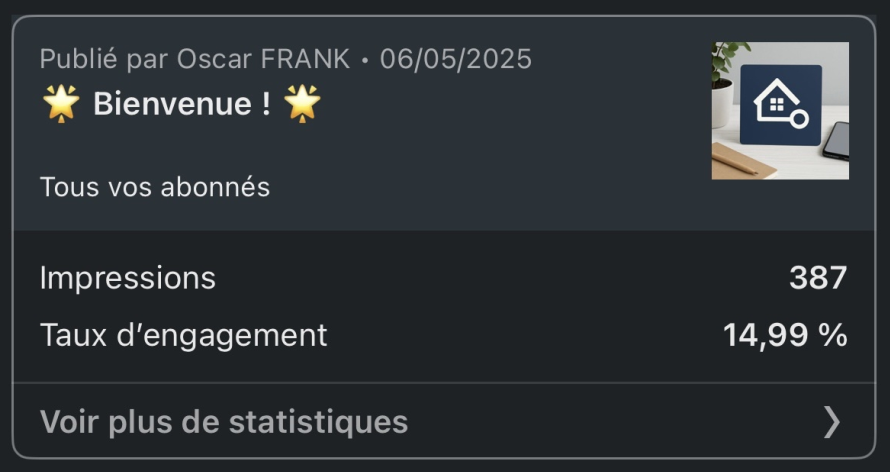 Publié par Oscar FRANK • 06/05/2025
🌟 Bienvenue ! 🌟
Tous vos abonnés
Impressions 387
Taux d’engagement 14,99 %
Voir plus de statistiques